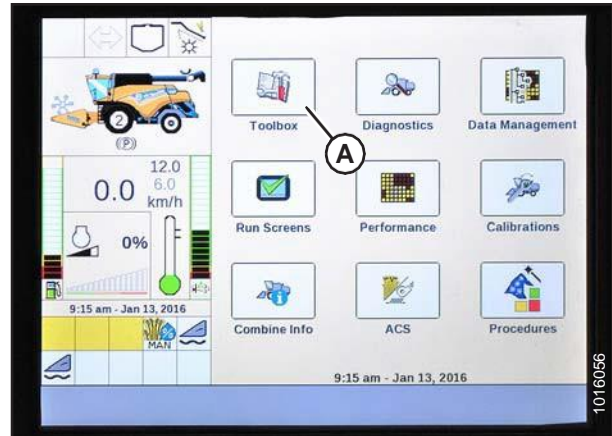 2
(P)
12.0
6.0
0.0
km/h
0%
9:15 am - Jan 13, 2016
MAN
Toolbox
Diagnostics
Data Management
A
Run Screens
Performance
Calibrations
Combine Info
ACS
Procedures
9:15 am - Jan 13, 2016
1016056